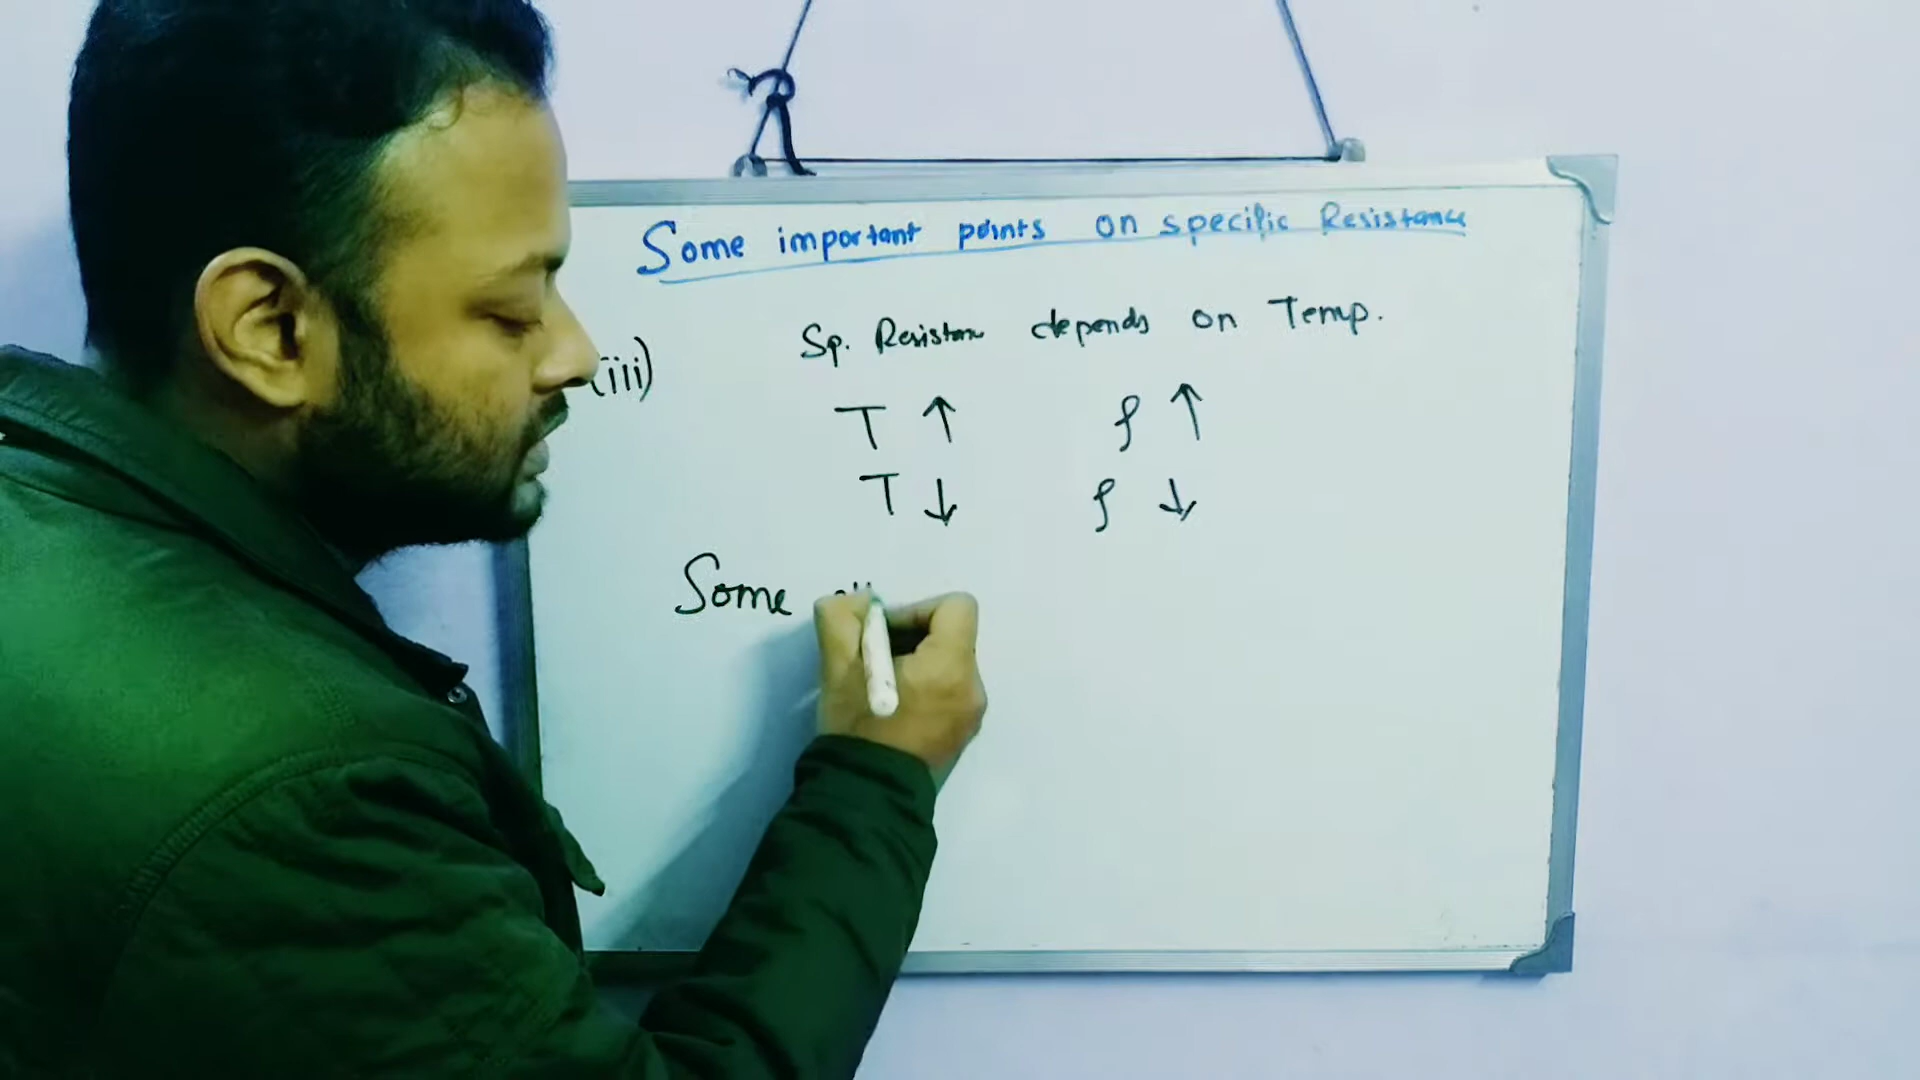 Some important points on specific Resistance
(iii) Sp. Resistance depends on Temp.
T ↑ ρ ↑
T ↓ ρ ↓
Some